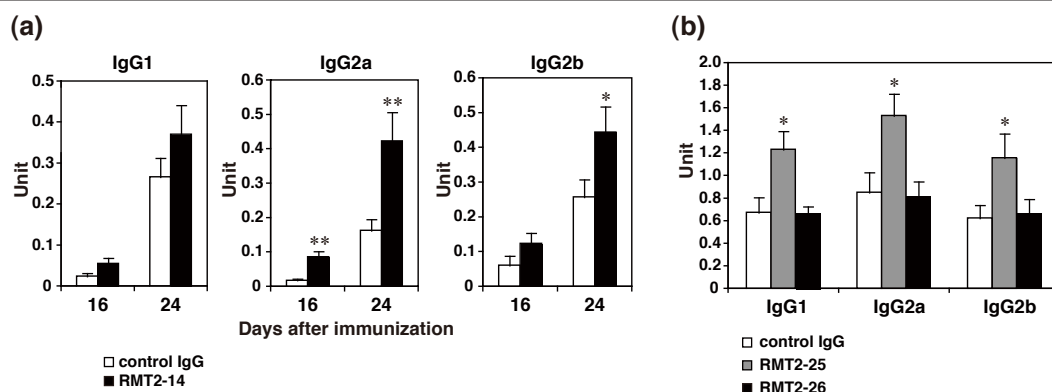 (a)
IgG1
0.5
0.4
0.3
0.2
0.1
0
Unit
16
24
IgG2a
0.6
0.5
0.4
0.3
0.2
0.1
0
Unit
**
**
16
24
IgG2b
0.6
0.5
0.4
0.3
0.2
0.1
0
Unit
*
16
24
Days after immunization
control IgG
RMT2-14
(b)
2.0
1.8
1.6
1.4
1.2
1.0
0.8
0.6
0.4
0.2
0
Unit
*
*
*
IgG1
IgG2a
IgG2b
control IgG
RMT2-25
RMT2-26